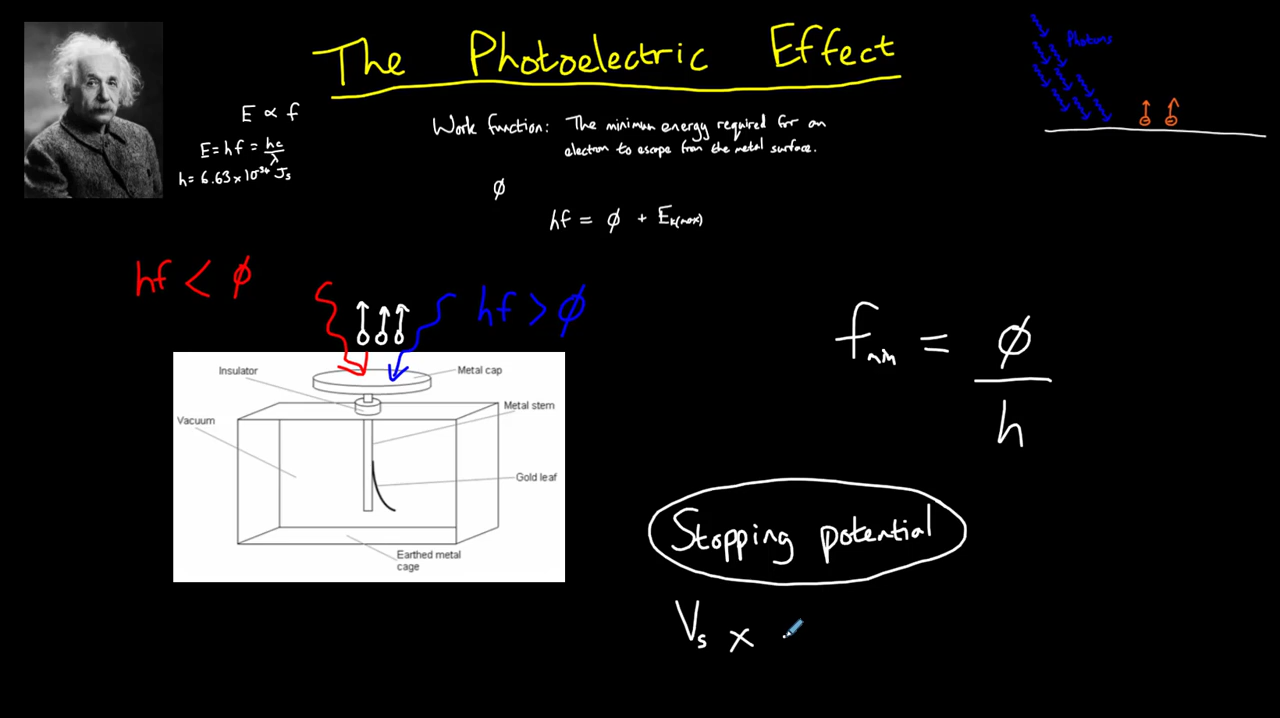 The Photoelectric Effect
Photons
E ∝ f
E = hf = hc/λ
h = 6.63 × 10⁻³⁴ Js
Work function: The minimum energy required for an
electron to escape from the metal surface.
φ
hf = φ + Ek(max)
hf < φ
hf > φ
Insulator
Metal cap
Metal stem
Vacuum
Gold leaf
Earthed metal
cage
fmin = φ/h
Stopping potential
Vs ×